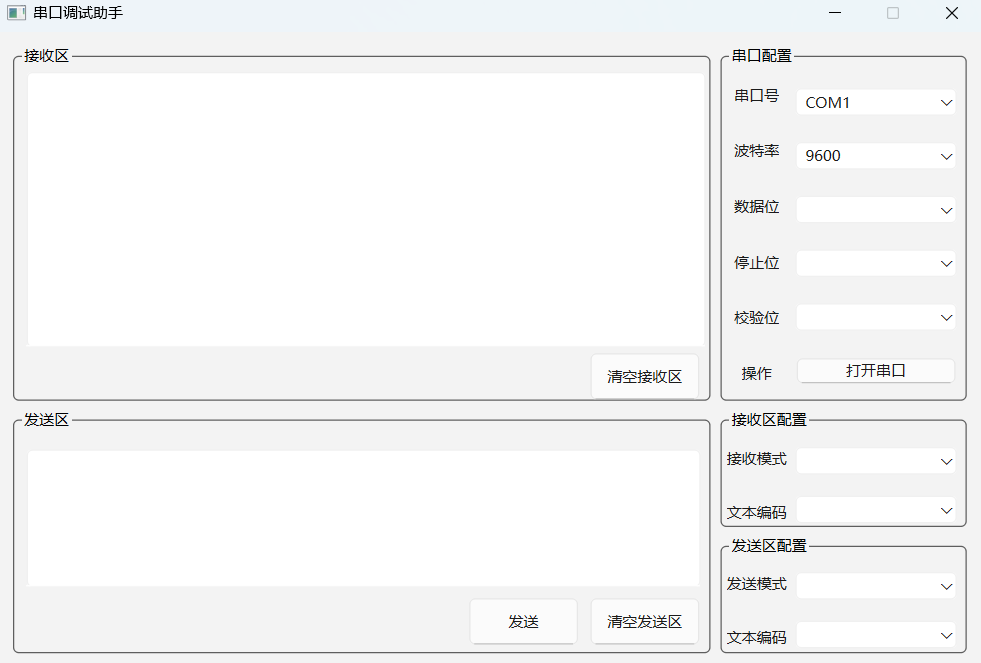 串口调试助手
接收区
清空接收区
发送区
发送
清空发送区
串口配置
串口号 COM1
波特率 9600
数据位
停止位
校验位
操作 打开串口
接收区配置
接收模式
文本编码
发送区配置
发送模式
文本编码